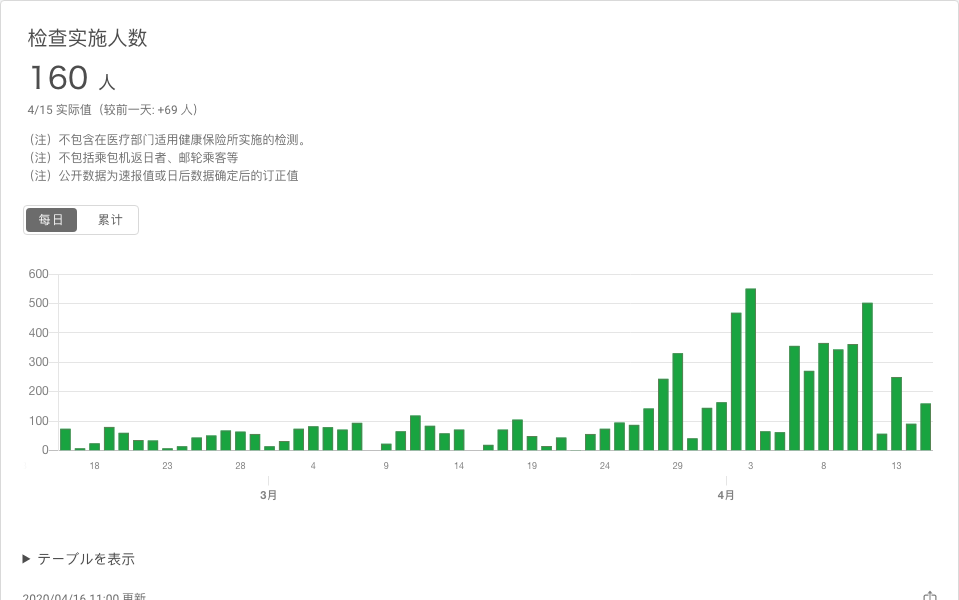 检查实施人数
160 人
4/15 实际值（较前一天: +69 人）
（注）不包含在医疗部门适用健康保险所实施的检测。
（注）不包括乘包机返日者、邮轮乘客等
（注）公开数据为速报值或日后数据确定后的订正值
每日 累计
600
500
400
300
200
100
0
18 23 28 4 9 14 19 24 29 3 8 13
3月 4月
▶ テーブルを表示
2020/04/16 11:00 更新